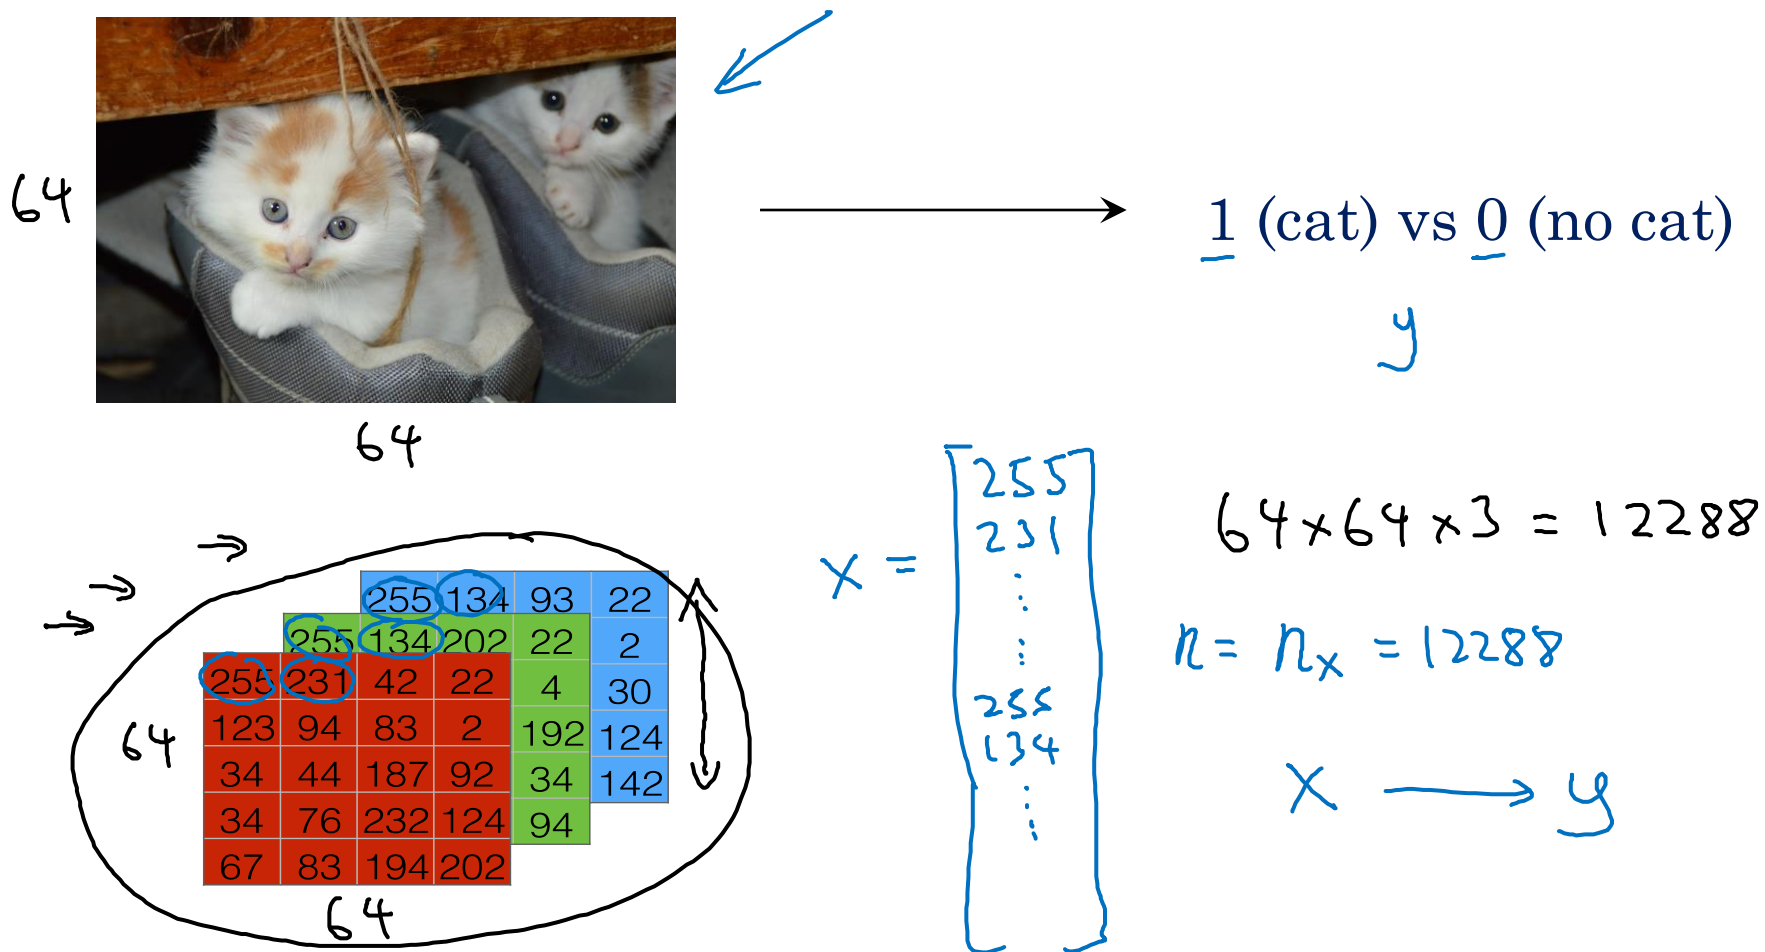 64
1 (cat) vs 0 (no cat)
y
64
255 134 93 22
2
30
124
142
255 134 202 22
4
192
34
94
255 231 42 22
123 94 83 2
34 44 187 92
34 76 232 124
67 83 194 202
64
64
x =
255
231
⋮
⋮
255
134
⋮
64 x 64 x 3 = 12288
n = nx = 12288
x → y